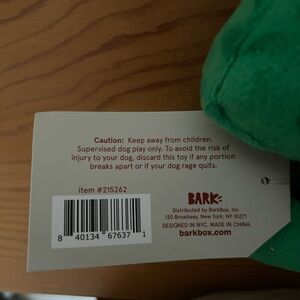 Caution: Keep away from children.
Supervised dog play only. To avoid the risk of
injury to your dog, discard this toy if any portion
breaks apart or if your dog rage quits.
Item #215262
8 40134 67637 1
BARK
Distributed by BarkBox, Inc.
120 Broadway, New York, NY 10271
DESIGNED IN NYC. MADE IN CHINA.
barkbox.com